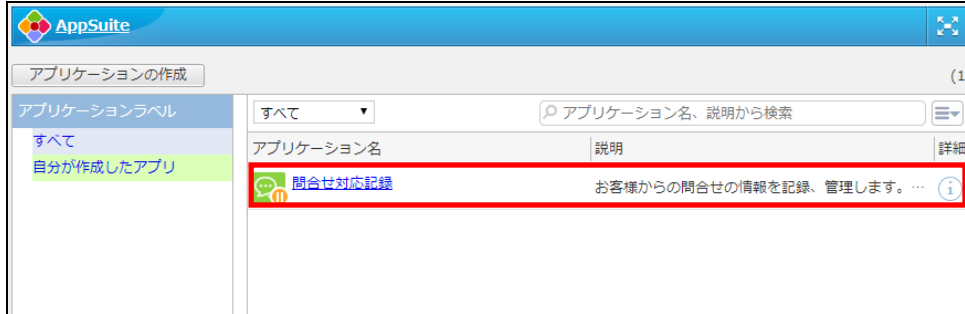 AppSuite
アプリケーションの作成
(1
アプリケーションラベル
すべて
自分が作成したアプリ
すべて
アプリケーション名、説明から検索
アプリケーション名
説明
詳細
問合せ対応記録
お客様からの問合せの情報を記録、管理します。…